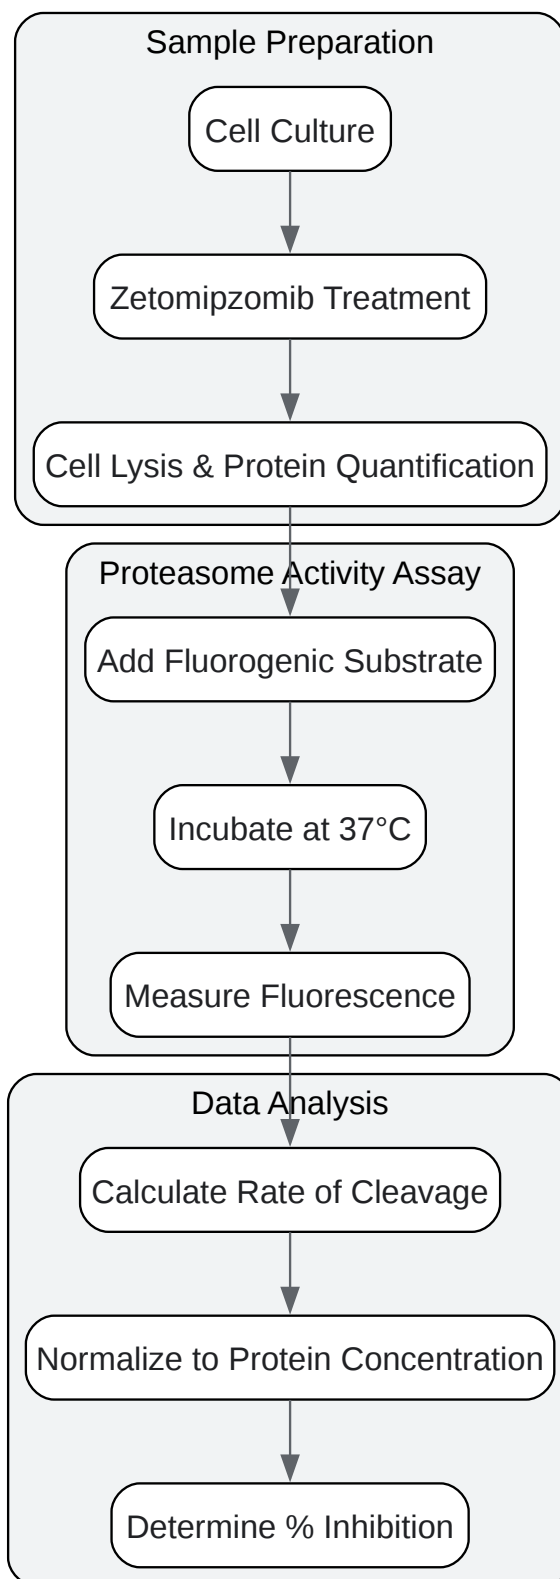 Sample Preparation
Cell Culture
Zetomipzomib Treatment
Cell Lysis & Protein Quantification
Proteasome Activity Assay
Add Fluorogenic Substrate
Incubate at 37°C
Measure Fluorescence
Data Analysis
Calculate Rate of Cleavage
Normalize to Protein Concentration
Determine % Inhibition